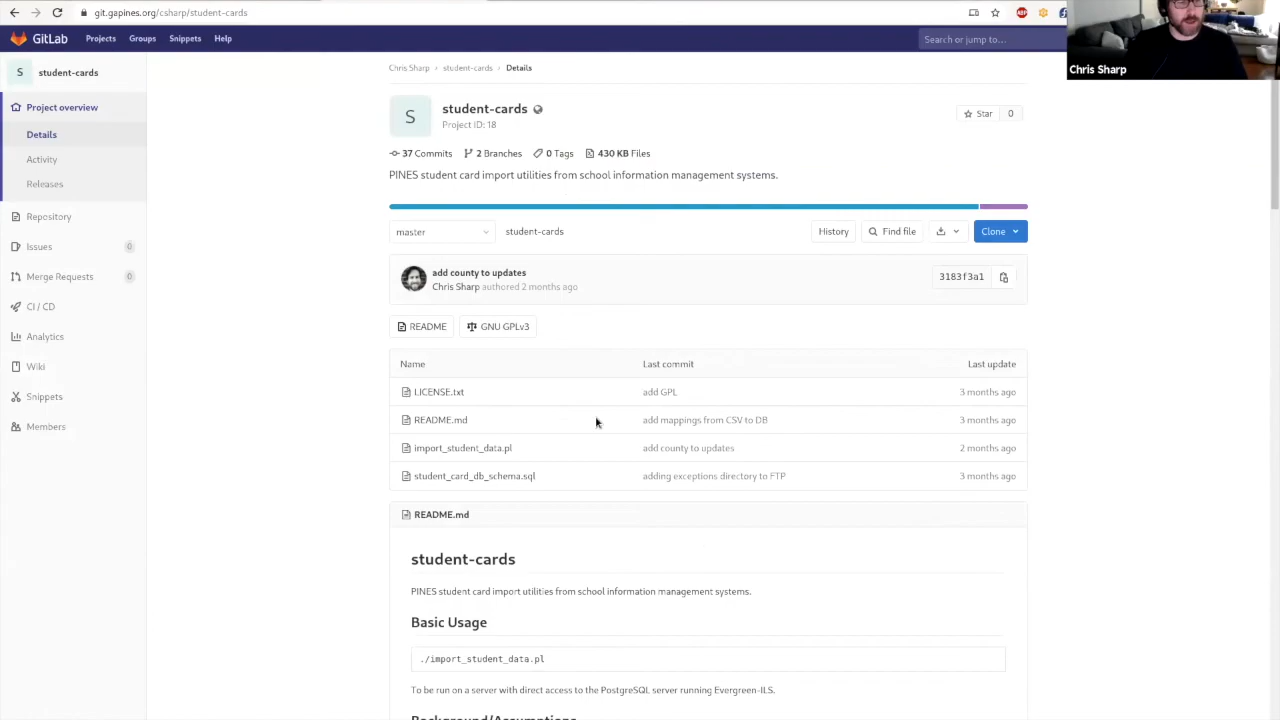 git.gapines.org/csharp/student-cards
GitLab Projects Groups Snippets Help Search or jump to…
Chris Sharp
S student-cards
Project overview
Details
Activity
Releases
Repository
Issues 0
Merge Requests 0
CI / CD
Analytics
Wiki
Snippets
Members
Chris Sharp › student-cards › Details
S
student-cards
Project ID: 18
Star 0
37 Commits 2 Branches 0 Tags 430 KB Files
PINES student card import utilities from school information management systems.
master student-cards History Find file Clone
add county to updates
Chris Sharp authored 2 months ago
3183f3a1
README GNU GPLv3
Name Last commit Last update
LICENSE.txt add GPL 3 months ago
README.md add mappings from CSV to DB 3 months ago
import_student_data.pl add county to updates 2 months ago
student_card_db_schema.sql adding exceptions directory to FTP 3 months ago
README.md
student-cards
PINES student card import utilities from school information management systems.
Basic Usage
./import_student_data.pl
To be run on a server with direct access to the PostgreSQL server running Evergreen-ILS.
Background/Assumptions